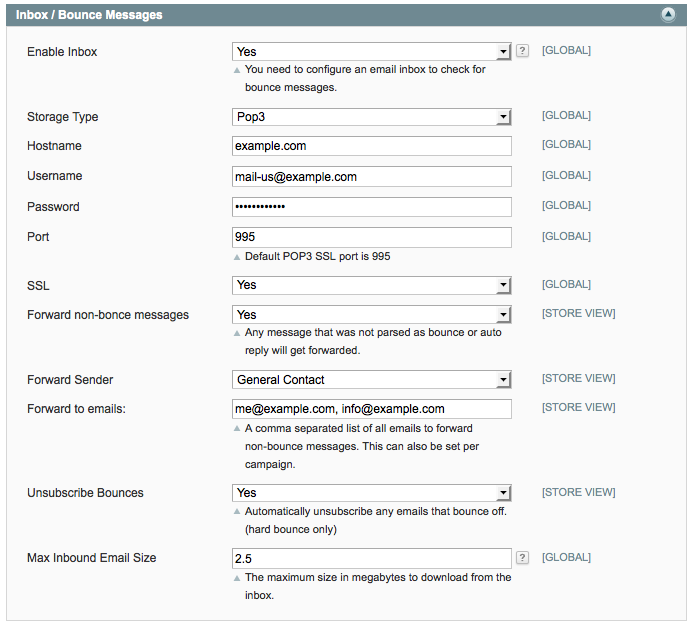 Inbox / Bounce Messages
Enable Inbox Yes ? [GLOBAL]
You need to configure an email inbox to check for
bounce messages.
Storage Type Pop3 [GLOBAL]
Hostname example.com [GLOBAL]
Username mail-us@example.com [GLOBAL]
Password •••••••••••• [GLOBAL]
Port 995 [GLOBAL]
Default POP3 SSL port is 995
SSL Yes [GLOBAL]
Forward non-bonce messages Yes [STORE VIEW]
Any message that was not parsed as bounce or auto
reply will get forwarded.
Forward Sender General Contact [STORE VIEW]
Forward to emails: me@example.com, info@example.com [STORE VIEW]
A comma separated list of all emails to forward
non-bounce messages. This can also be set per
campaign.
Unsubscribe Bounces Yes [STORE VIEW]
Automatically unsubscribe any emails that bounce off.
(hard bounce only)
Max Inbound Email Size 2.5 ? [GLOBAL]
The maximum size in megabytes to download from the
inbox.